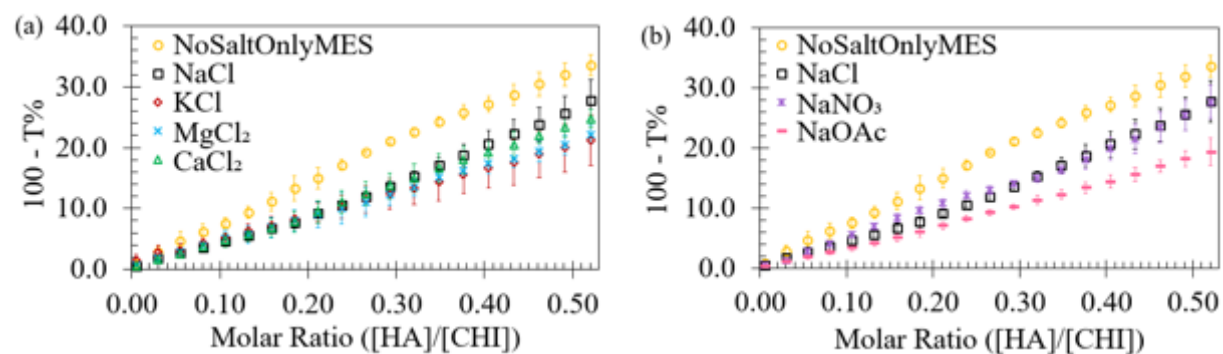 (a)
40.0
30.0
20.0
10.0
0.0
100 - T%
NoSaltOnlyMES
NaCl
KCl
MgCl₂
CaCl₂
0.00 0.10 0.20 0.30 0.40 0.50
Molar Ratio ([HA]/[CHI])
(b)
40.0
30.0
20.0
10.0
0.0
100 - T%
NoSaltOnlyMES
NaCl
NaNO₃
NaOAc
0.00 0.10 0.20 0.30 0.40 0.50
Molar Ratio ([HA]/[CHI])